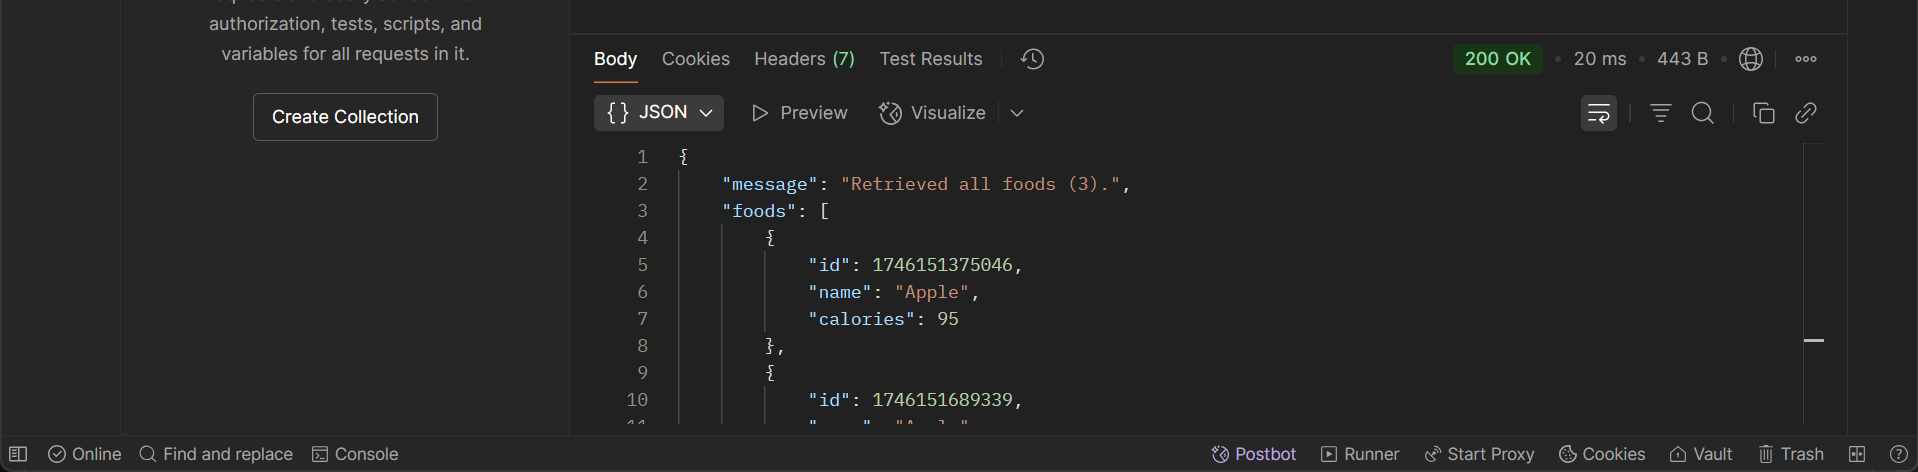 authorization, tests, scripts, and
variables for all requests in it.
Create Collection
Body Cookies Headers (7) Test Results
200 OK • 20 ms • 443 B •
{} JSON Preview Visualize
1 {
2 "message": "Retrieved all foods (3).",
3 "foods": [
4 {
5 "id": 1746151375046,
6 "name": "Apple",
7 "calories": 95
8 },
9 {
10 "id": 1746151689339,
Online Find and replace Console
Postbot Runner Start Proxy Cookies Vault Trash